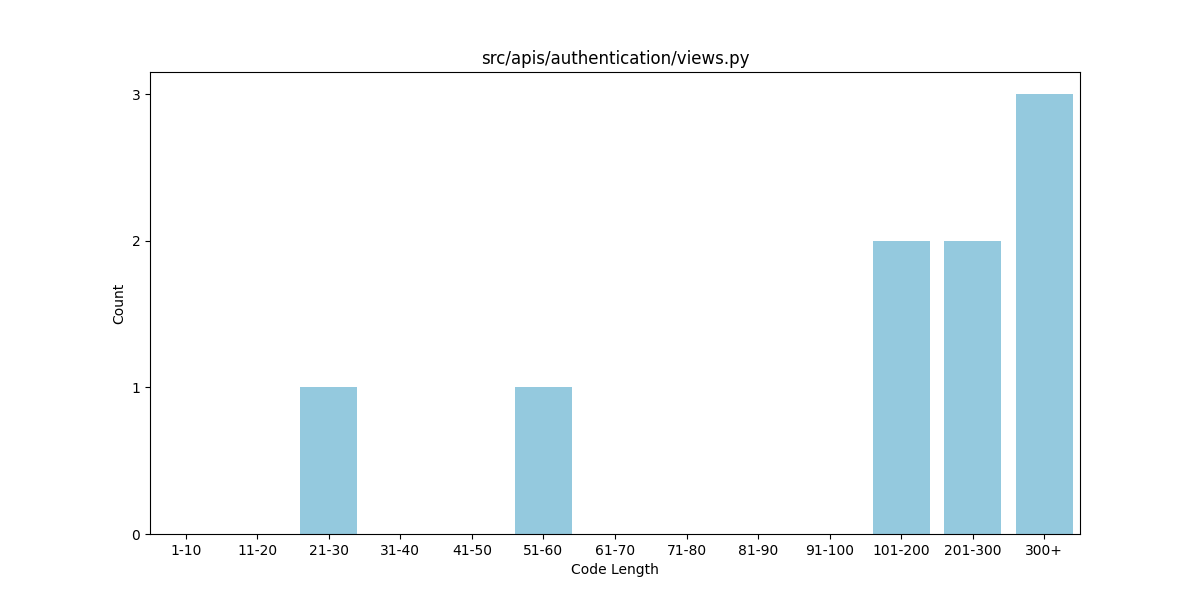 src/apis/authentication/views.py
3
2
1
0
Count
1-10 11-20 21-30 31-40 41-50 51-60 61-70 71-80 81-90 91-100 101-200 201-300 300+
Code Length